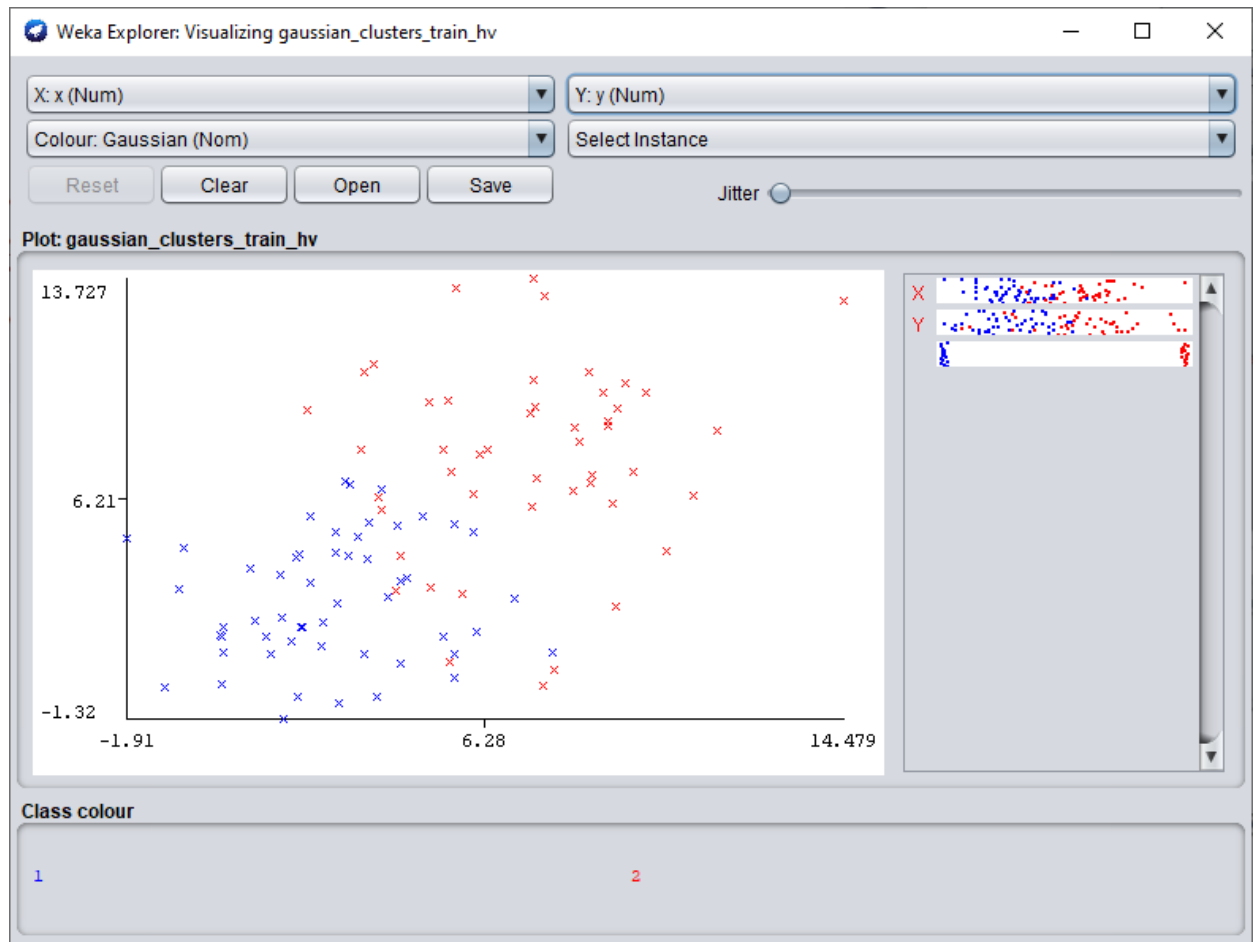 Weka Explorer: Visualizing gaussian_clusters_train_hv
X: x (Num)
Y: y (Num)
Colour: Gaussian (Nom)
Select Instance
Reset
Clear
Open
Save
Jitter
Plot: gaussian_clusters_train_hv
13.727
6.21
-1.32
-1.91
6.28
14.479
X
Y
Class colour
1
2